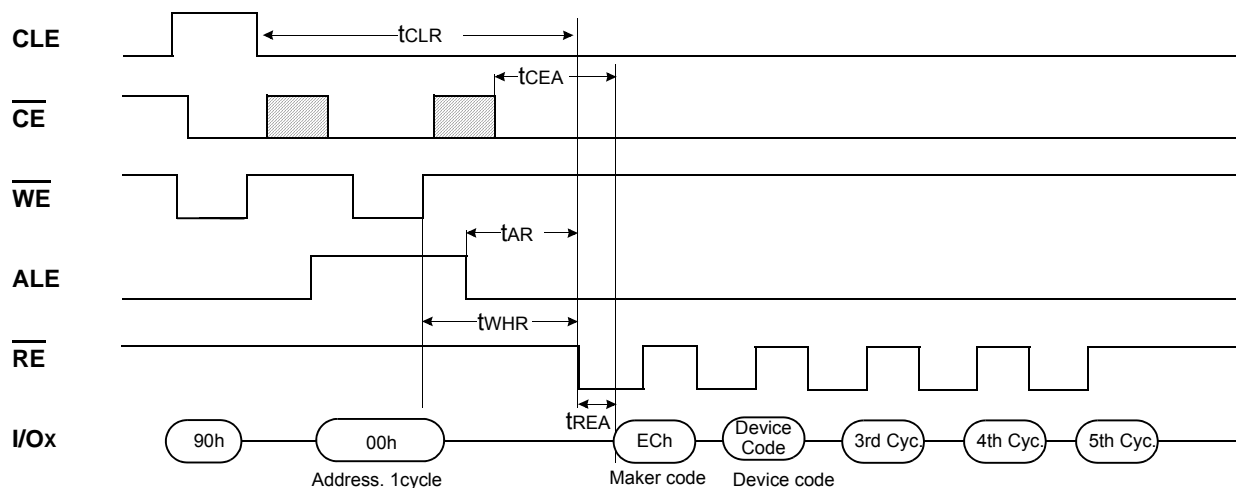 CLE
tCLR
tCEA
CE
WE
tAR
ALE
tWHR
RE
tREA
I/Ox
90h
00h
ECh
Device
Code
3rd Cyc.
4th Cyc.
5th Cyc.
Address. 1cycle
Maker code
Device code